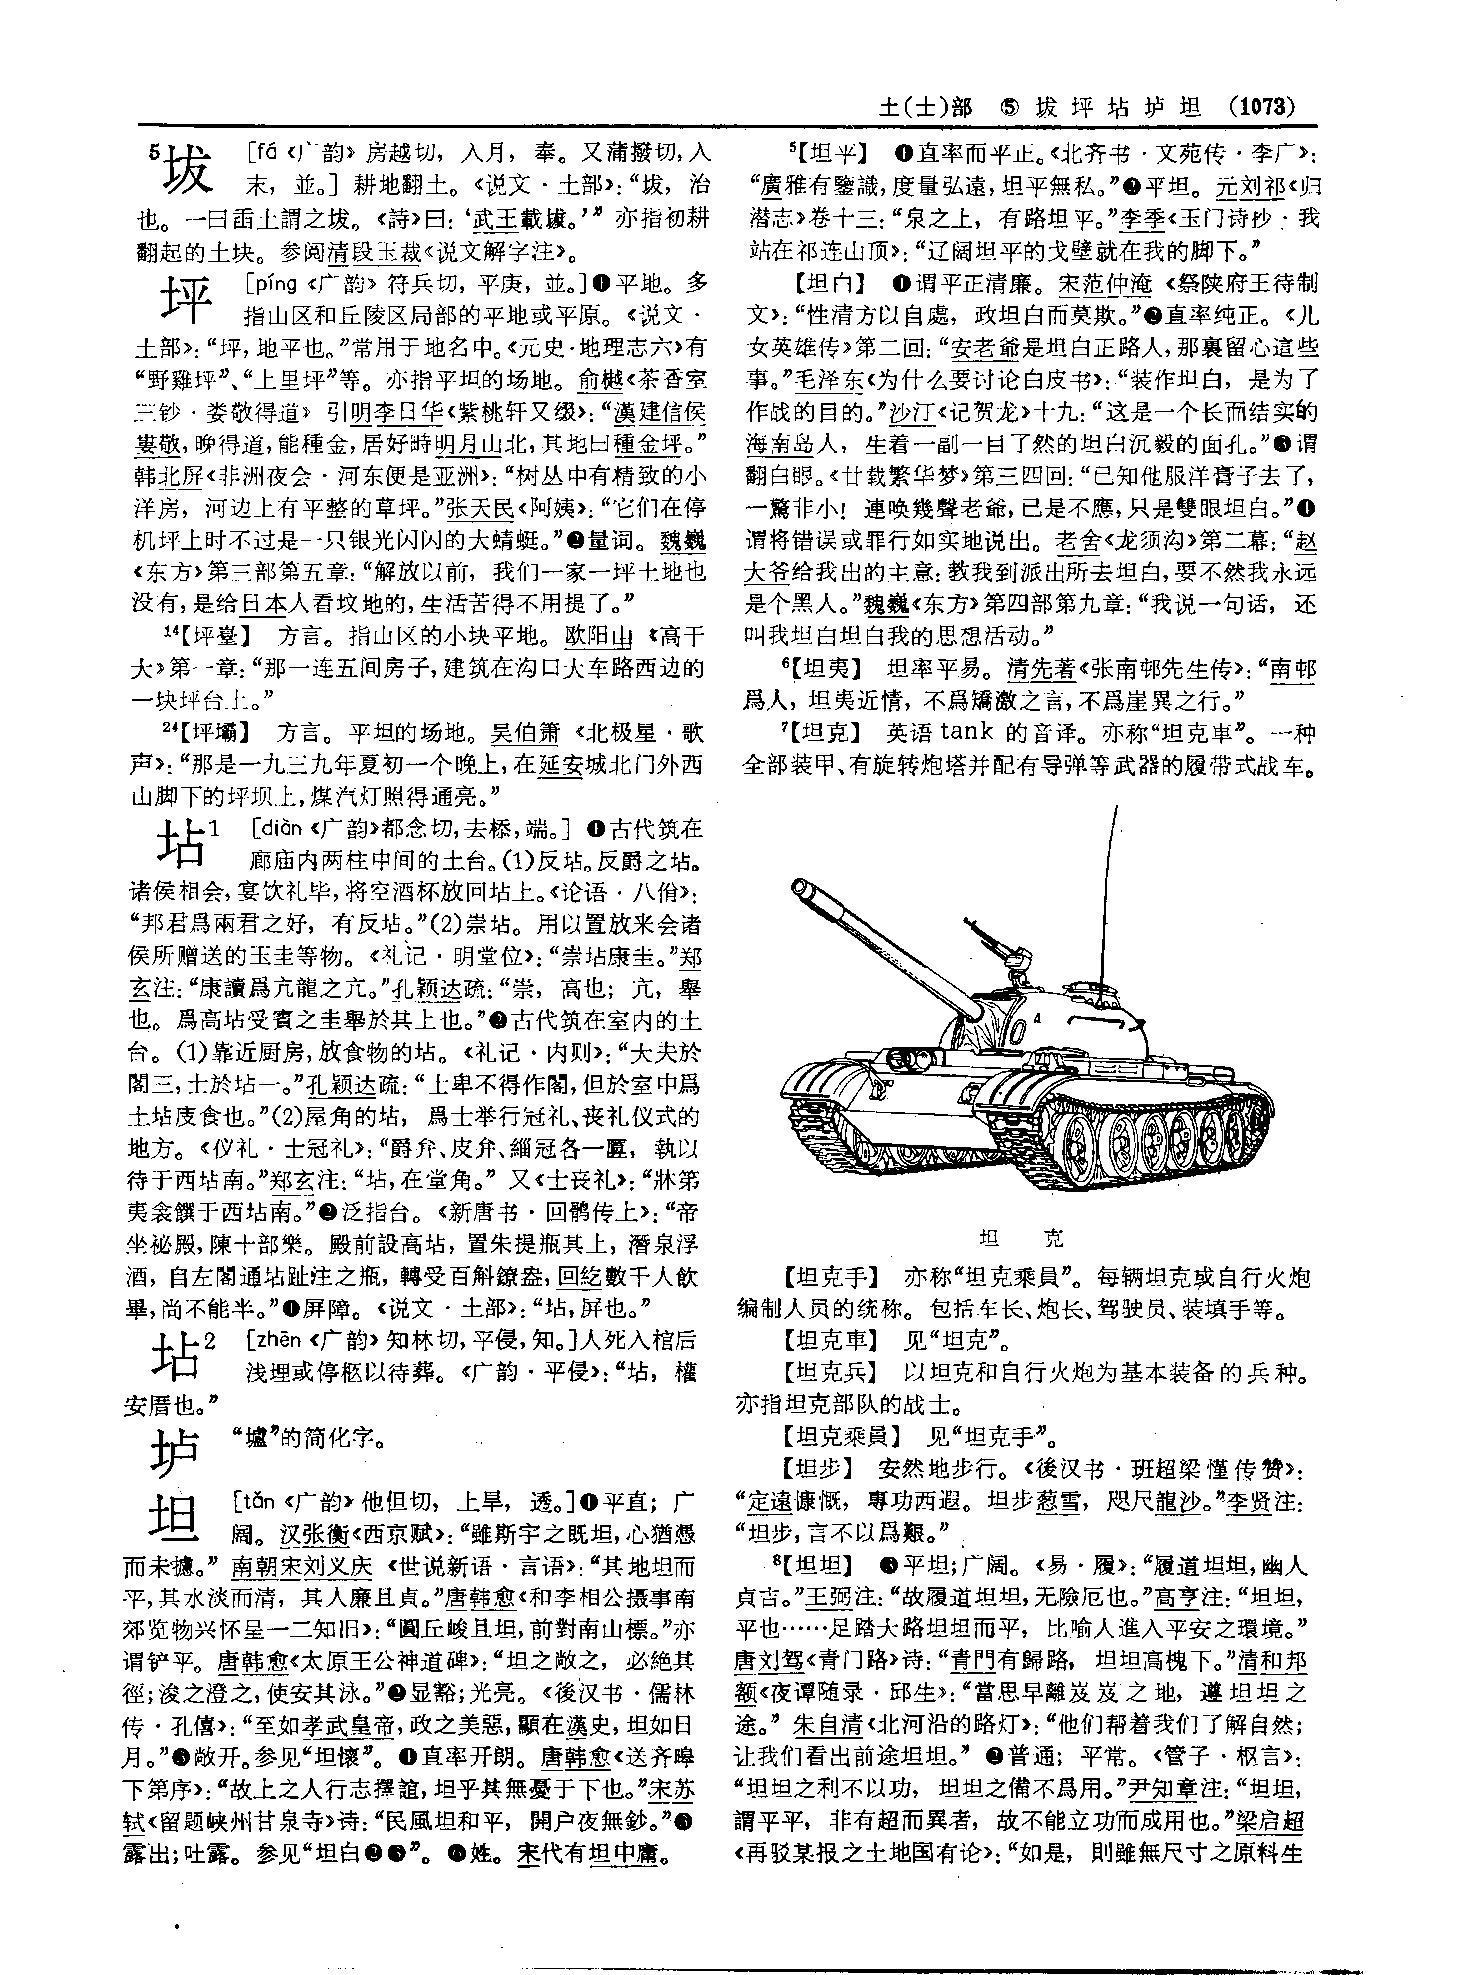 土(士)部 ⑤ 坺坪坫垆坦 (1073)
⁵坺 [fá《广韵》房越切，入月，奉。又蒲撥切，入
末，並。]耕地翻土。《说文·土部》：“坺，治
也。一曰臿土謂之坺。《詩》曰：‘武王載坺。’”亦指初耕
翻起的土块。参阅清段玉裁《说文解字注》。
坪 [píng《广韵》符兵切，平庚，並。]❶平地。多
指山区和丘陵区局部的平地或平原。《说文·
土部》：“坪，地平也。”常用于地名中。《元史·地理志六》有
“野雞坪”、“上里坪”等。亦指平坦的场地。俞樾《茶香室
三钞·娄敬得道》引明李日华《紫桃轩又缀》：“漢建信侯
婁敬，晚得道，能種金，居好畤明月山北，其地曰種金坪。”
韩北屏《非洲夜会·河东便是亚洲》：“树丛中有精致的小
洋房，河边上有平整的草坪。”张天民《阿姨》：“它们在停
机坪上时不过是一只银光闪闪的大蜻蜓。”❷量词。魏巍
《东方》第三部第五章：“解放以前，我们一家一坪土地也
没有，是给日本人看坟地的，生活苦得不用提了。”
¹⁴【坪臺】 方言。指山区的小块平地。欧阳山《高干
大》第一章：“那一连五间房子，建筑在沟口大车路西边的
一块坪台上。”
²⁴【坪壩】 方言。平坦的场地。吴伯箫《北极星·歌
声》：“那是一九三九年夏初一个晚上，在延安城北门外西
山脚下的坪坝上，煤汽灯照得通亮。”
坫1 [diàn《广韵》都念切，去㮇，端。]❶古代筑在
廊庙内两柱中间的土台。(1)反坫。反爵之坫。
诸侯相会，宴饮礼毕，将空酒杯放回坫上。《论语·八佾》：
“邦君爲兩君之好，有反坫。”(2)崇坫。用以置放来会诸
侯所赠送的玉圭等物。《礼记·明堂位》：“崇坫康圭。”郑
玄注：“康讀爲亢龍之亢。”孔颖达疏：“崇，高也；亢，舉
也。爲高坫受賓之圭舉於其上也。”❷古代筑在室内的土
台。(1)靠近厨房，放食物的坫。《礼记·内则》：“大夫於
閣三，士於坫一。”孔颖达疏：“士卑不得作閣，但於室中爲
土坫庋食也。”(2)屋角的坫，爲士举行冠礼、丧礼仪式的
地方。《仪礼·士冠礼》：“爵弁、皮弁、緇冠各一匴，執以
待于西坫南。”郑玄注：“坫，在堂角。”又《士丧礼》：“牀第
夷衾饌于西坫南。”❸泛指台。《新唐书·回鹘传上》：“帝
坐祕殿，陳十部樂。殿前設高坫，置朱提瓶其上，潛泉浮
酒，自左閣通坫趾注之瓶，轉受百斛鐐盎，回紇數千人飲
畢，尚不能半。”❹屏障。《说文·土部》：“坫，屏也。”
坫2 [zhēn《广韵》知林切，平侵，知。]人死入棺后
浅埋或停柩以待葬。《广韵·平侵》：“坫，權
安厝也。”
垆 “壚”的简化字。
坦 [tǎn《广韵》他但切，上旱，透。]❶平直；广
阔。汉张衡《西京赋》：“雖斯宇之既坦，心猶憑
而未攄。”南朝宋刘义庆《世说新语·言语》：“其地坦而
平，其水淡而清，其人廉且貞。”唐韩愈《和李相公摄事南
郊览物兴怀呈一二知旧》：“圓丘峻且坦，前對南山標。”亦
谓铲平。唐韩愈《太原王公神道碑》：“坦之敞之，必絶其
徑；浚之澄之，使安其泳。”❷显豁；光亮。《後汉书·儒林
传·孔僖》：“至如孝武皇帝，政之美惡，顯在漢史，坦如日
月。”❸敞开。参见“坦懷”。❹直率开朗。唐韩愈《送齐暤
下第序》：“故上之人行志擇誼，坦乎其無憂于下也。”宋苏
轼《留题峡州甘泉寺》诗：“民風坦和平，開户夜無鈔。”❺
露出；吐露。参见“坦白❷❸”。❻姓。宋代有坦中庸。
⁵【坦平】 ❶直率而平正。《北齐书·文苑传·李广》：
“廣雅有鑒識，度量弘遠，坦平無私。”❷平坦。元刘祁《归
潜志》卷十三：“泉之上，有路坦平。”李季《玉门诗抄·我
站在祁连山顶》：“辽阔坦平的戈壁就在我的脚下。”
【坦白】 ❶谓平正清廉。宋范仲淹《祭陕府王待制
文》：“性清方以自處，政坦白而莫欺。”❷直率纯正。《儿
女英雄传》第二回：“安老爺是坦白正路人，那裏留心這些
事。”毛泽东《为什么要讨论白皮书》：“装作坦白，是为了
作战的目的。”沙汀《记贺龙》十九：“这是一个长而结实的
海南岛人，生着一副一目了然的坦白沉毅的面孔。”❸谓
翻白眼。《廿载繁华梦》第三四回：“已知他服洋膏子去了，
一驚非小！連唤幾聲老爺，已是不應，只是雙眼坦白。”❹
谓将错误或罪行如实地说出。老舍《龙须沟》第二幕：“赵
大爷给我出的主意：教我到派出所去坦白，要不然我永远
是个黑人。”魏巍《东方》第四部第九章：“我说一句话，还
叫我坦白坦白我的思想活动。”
⁶【坦夷】 坦率平易。清先著《张南邨先生传》：“南邨
爲人，坦夷近情，不爲矯激之言，不爲崖異之行。”
⁷【坦克】 英语 tank 的音译。亦称“坦克車”。一种
全部装甲、有旋转炮塔并配有导弹等武器的履带式战车。
4
坦 克
【坦克手】 亦称“坦克乘員”。每辆坦克或自行火炮
编制人员的统称。包括车长、炮长、驾驶员、装填手等。
【坦克車】 见“坦克”。
【坦克兵】 以坦克和自行火炮为基本装备的兵种。
亦指坦克部队的战士。
【坦克乘員】 见“坦克手”。
【坦步】 安然地步行。《後汉书·班超梁慬传赞》：
“定遠慷慨，專功西遐。坦步葱雪，咫尺龍沙。”李贤注：
“坦步，言不以爲艱。”
⁸【坦坦】 ❶平坦；广阔。《易·履》：“履道坦坦，幽人
貞吉。”王弼注：“故履道坦坦，无險厄也。”高亨注：“坦坦，
平也……足踏大路坦坦而平，比喻人進入平安之環境。”
唐刘驾《青门路》诗：“青門有歸路，坦坦高槐下。”清和邦
额《夜谭随录·邱生》：“當思早離岌岌之地，遵坦坦之
途。”朱自清《北河沿的路灯》：“他们帮着我们了解自然；
让我们看出前途坦坦。”❷普通；平常。《管子·枢言》：
“坦坦之利不以功，坦坦之備不爲用。”尹知章注：“坦坦，
謂平平，非有超而異者，故不能立功而成用也。”梁启超
《再驳某报之土地国有论》：“如是，則雖無尺寸之原料生